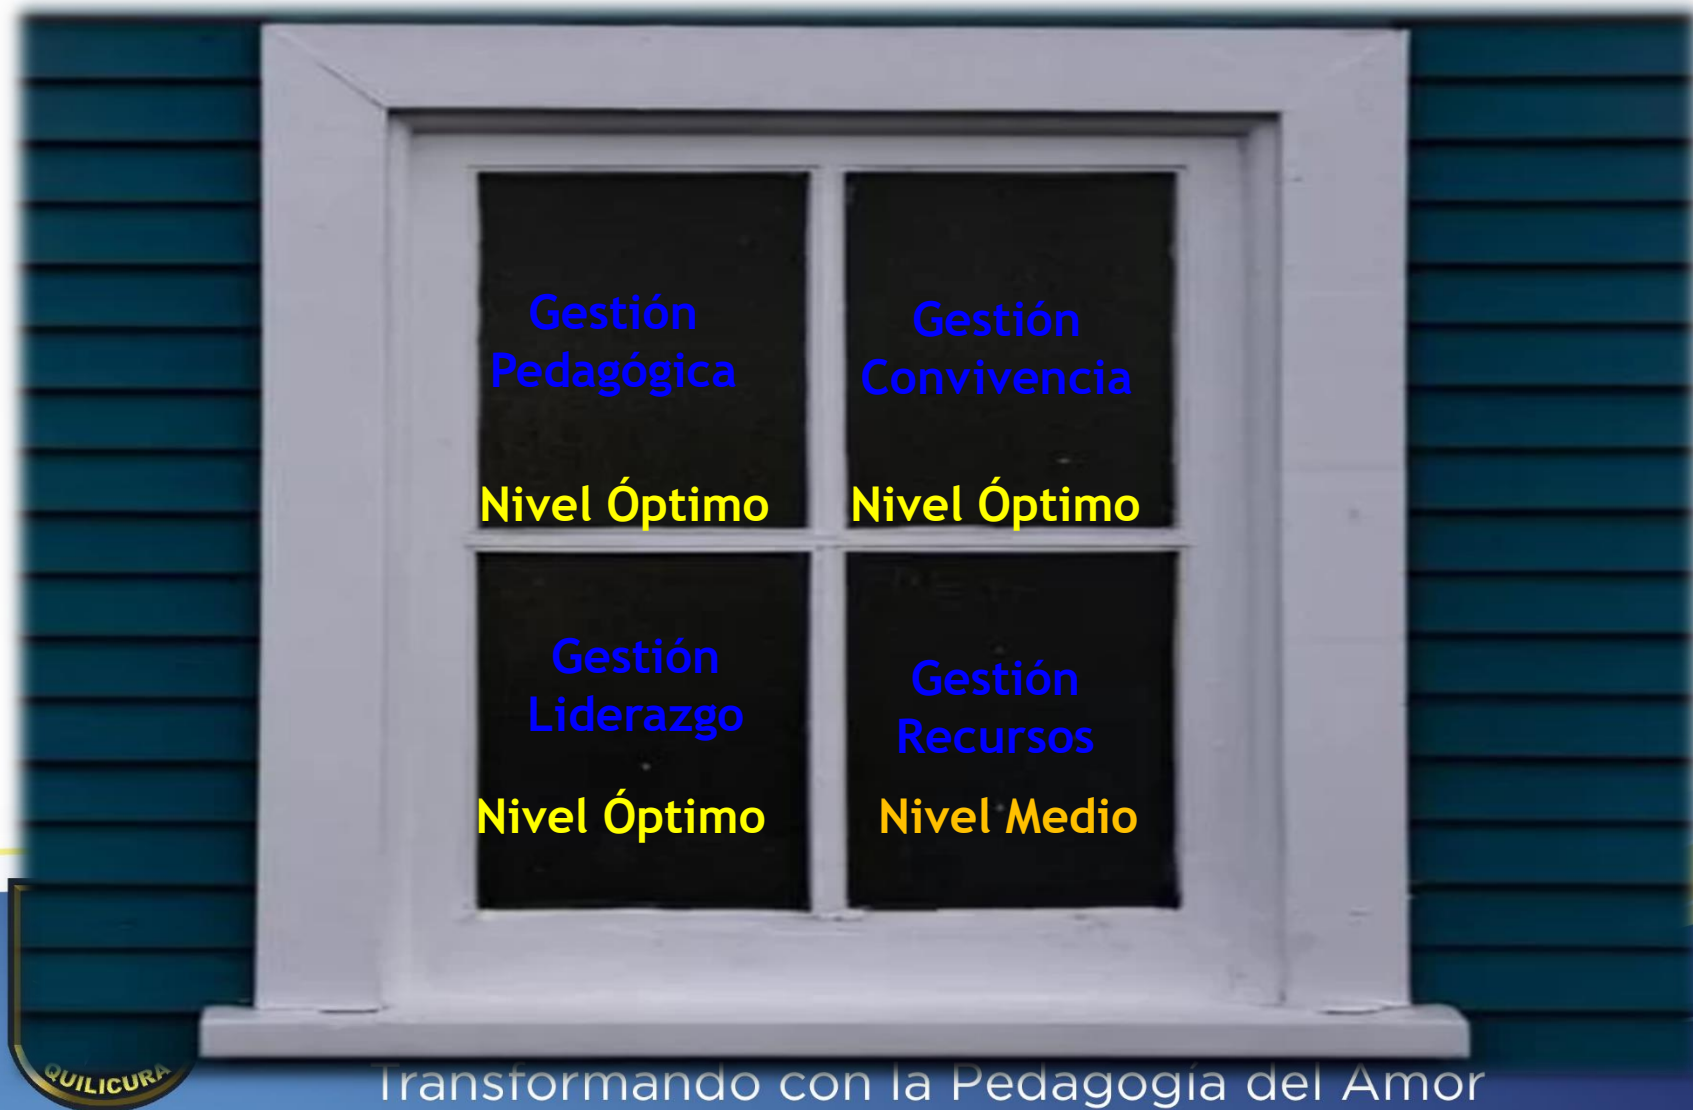 Gestión
Pedagógica
Nivel Óptimo
Gestión
Convivencia
Nivel Óptimo
Gestión
Liderazgo
Nivel Óptimo
Gestión
Recursos
Nivel Medio
QUILICURA
Transformando con la Pedagogía del Amor